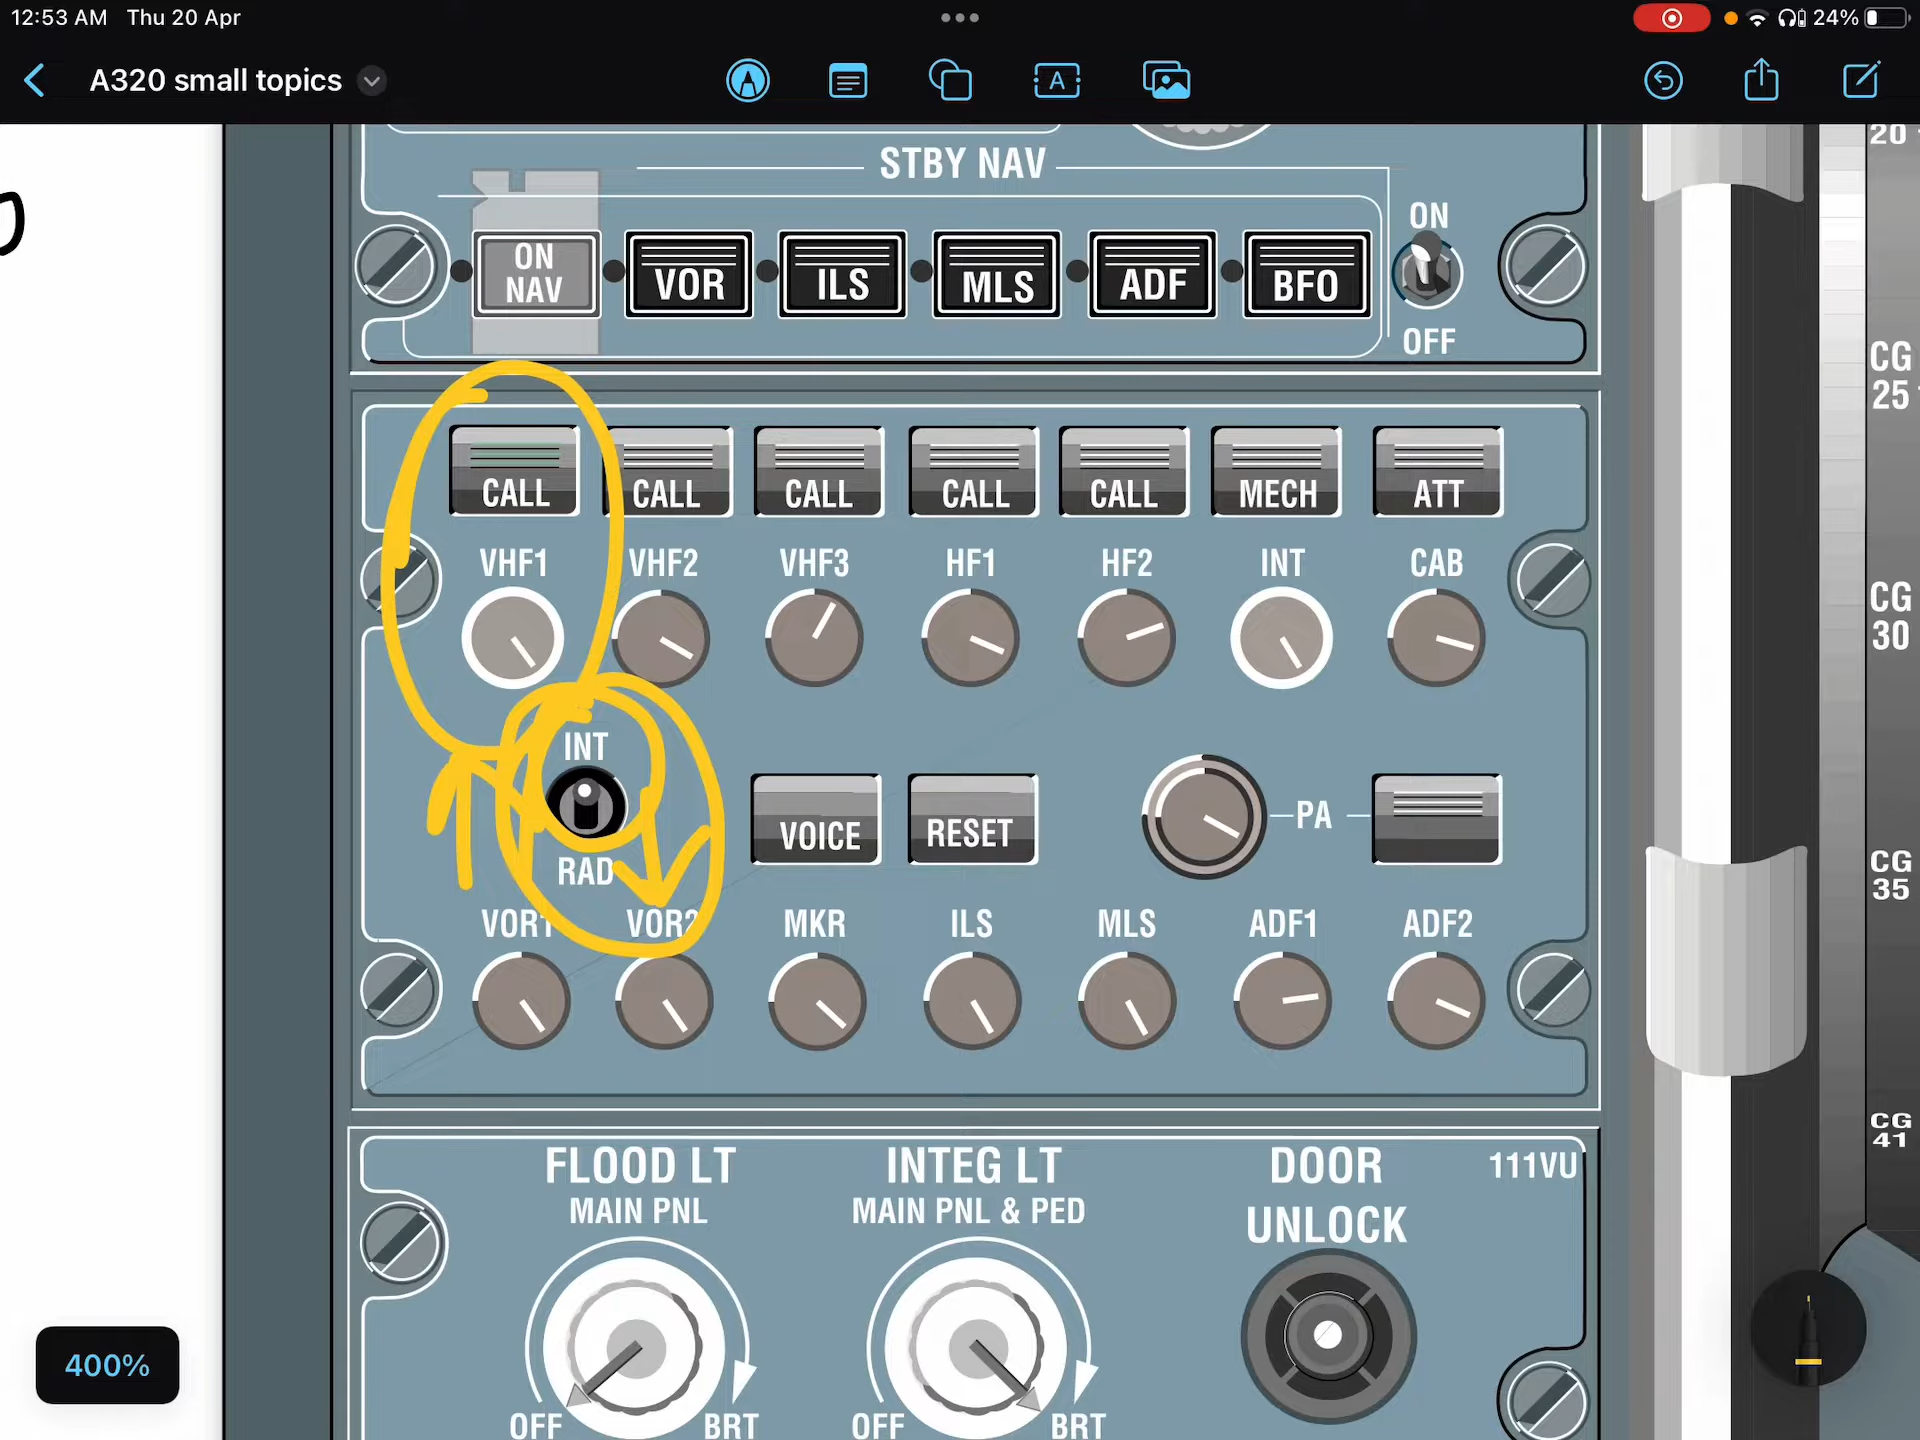 12:53 AM Thu 20 Apr
24%
A320 small topics
A
STBY NAV
ON
ON NAV
VOR
ILS
MLS
ADF
BFO
OFF
CALL
CALL
CALL
CALL
CALL
MECH
ATT
VHF1
VHF2
VHF3
HF1
HF2
INT
CAB
INT
RAD
VOICE
RESET
PA
VOR1
VOR2
MKR
ILS
MLS
ADF1
ADF2
FLOOD LT
MAIN PNL
OFF
BRT
INTEG LT
MAIN PNL & PED
OFF
BRT
DOOR
UNLOCK
111VU
20
CG
25
CG
30
CG
35
CG
41
400%